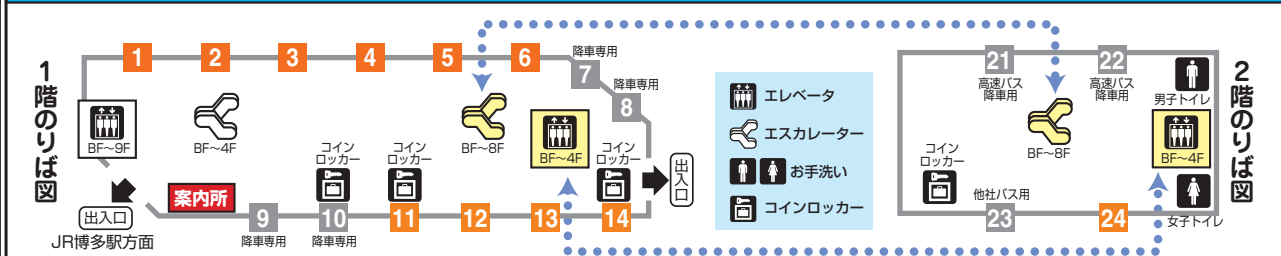 1階のりば図
1
2
3
4
5
6
降車専用
7
降車専用
8
BF～9F
BF～4F
BF～8F
BF～4F
コイン
ロッカー
コイン
ロッカー
コイン
ロッカー
出入口
案内所
出入口
JR博多駅方面
9
降車専用
10
降車専用
11
12
13
14
エレベータ
エスカレーター
お手洗い
コインロッカー
21
高速バス
降車用
22
高速バス
降車用
男子トイレ
BF～8F
BF～4F
コイン
ロッカー
他社バス用
23
24
女子トイレ
2階のりば図